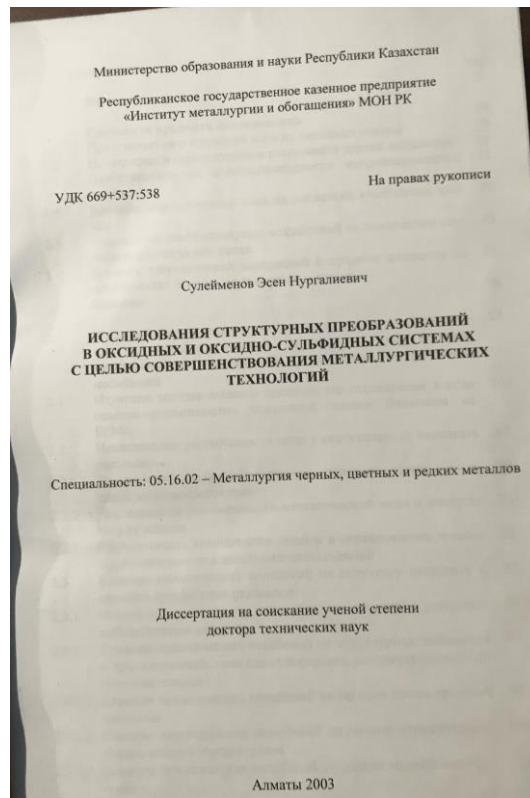 Министерство образования и науки Республики Казахстан
Республиканское государственное казенное предприятие
«Институт металлургии и обогащения» МОН РК
УДК 669+537:538
На правах рукописи
Сулейменов Эсен Нургалиевич
ИССЛЕДОВАНИЯ СТРУКТУРНЫХ ПРЕОБРАЗОВАНИЙ
В ОКСИДНЫХ И ОКСИДНО-СУЛЬФИДНЫХ СИСТЕМАХ
С ЦЕЛЬЮ СОВЕРШЕНСТВОВАНИЯ МЕТАЛЛУРГИЧЕСКИХ
ТЕХНОЛОГИЙ
Специальность: 05.16.02 – Металлургия черных, цветных и редких металлов
Диссертация на соискание ученой степени
доктора технических наук
Алматы 2003